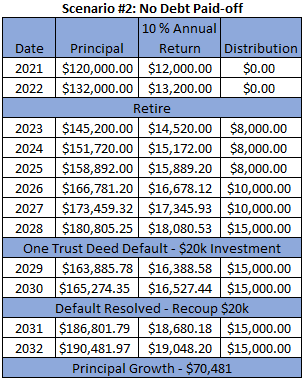 Scenario #2: No Debt Paid-off
Date Principal 10 % Annual Return Distribution
2021 $120,000.00 $12,000.00 $0.00
2022 $132,000.00 $13,200.00 $0.00
Retire
2023 $145,200.00 $14,520.00 $8,000.00
2024 $151,720.00 $15,172.00 $8,000.00
2025 $158,892.00 $15,889.20 $8,000.00
2026 $166,781.20 $16,678.12 $10,000.00
2027 $173,459.32 $17,345.93 $10,000.00
2028 $180,805.25 $18,080.53 $15,000.00
One Trust Deed Default - $20k Investment
2029 $163,885.78 $16,388.58 $15,000.00
2030 $165,274.35 $16,527.44 $15,000.00
Default Resolved - Recoup $20k
2031 $186,801.79 $18,680.18 $15,000.00
2032 $190,481.97 $19,048.20 $15,000.00
Principal Growth - $70,481